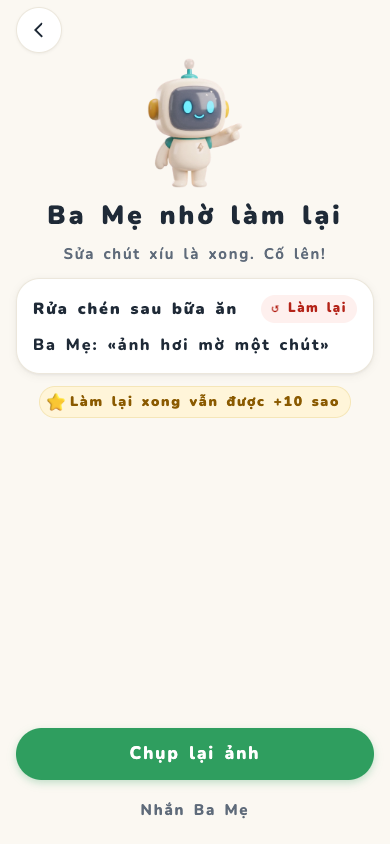 Ba Mẹ nhờ làm lại
Sửa chút xíu là xong. Cố lên!
Rửa chén sau bữa ăn
↺ Làm lại
Ba Mẹ: «ảnh hơi mờ một chút»
Làm lại xong vẫn được +10 sao
Chụp lại ảnh
Nhắn Ba Mẹ